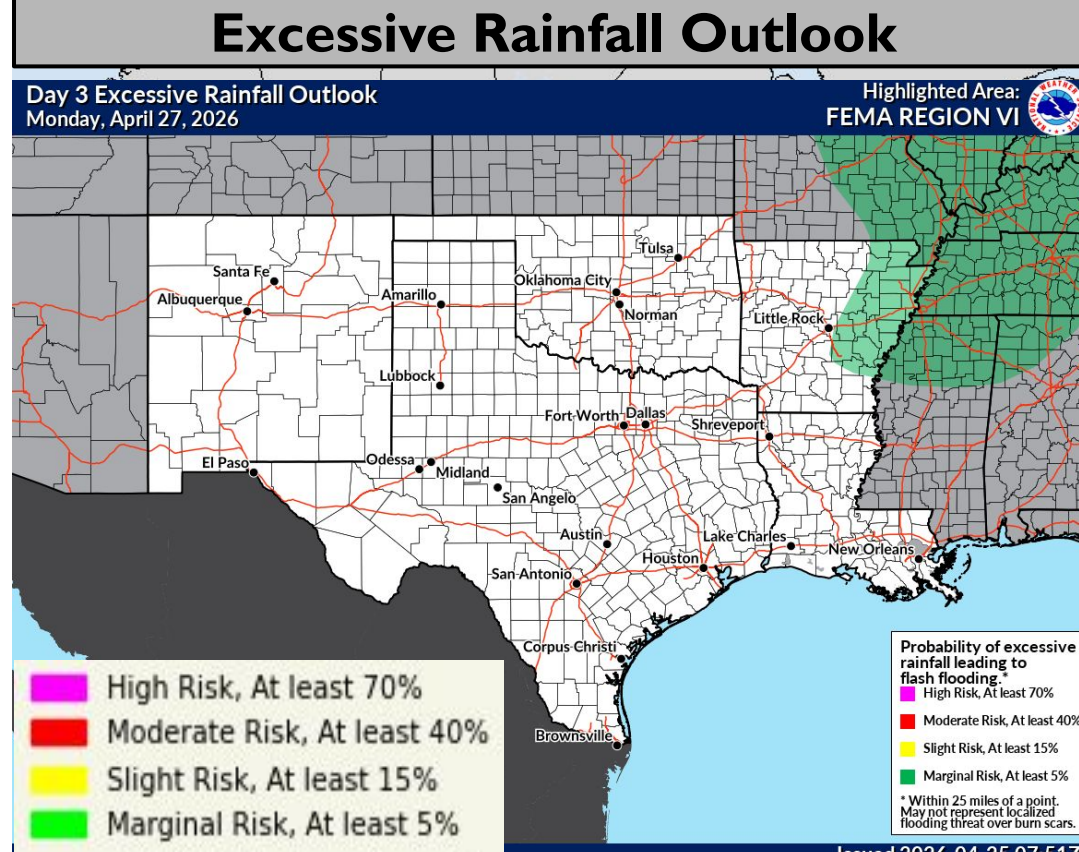 Excessive Rainfall Outlook
Day 3 Excessive Rainfall Outlook
Monday, April 27, 2026
Highlighted Area:
FEMA REGION VI
Tulsa
Santa Fe
Oklahoma City
Albuquerque
Amarillo
Norman
Little Rock
Lubbock
Fort Worth
Dallas
Shreveport
El Paso
Odessa
Midland
San Angelo
Austin
Lake Charles
Houston
New Orleans
San Antonio
Corpus Christi
Brownsville
High Risk, At least 70%
Moderate Risk, At least 40%
Slight Risk, At least 15%
Marginal Risk, At least 5%
Probability of excessive
rainfall leading to
flash flooding.*
High Risk, At least 70%
Moderate Risk, At least 40%
Slight Risk, At least 15%
Marginal Risk, At least 5%
* Within 25 miles of a point.
May not represent localized
flooding threat over burn scars.